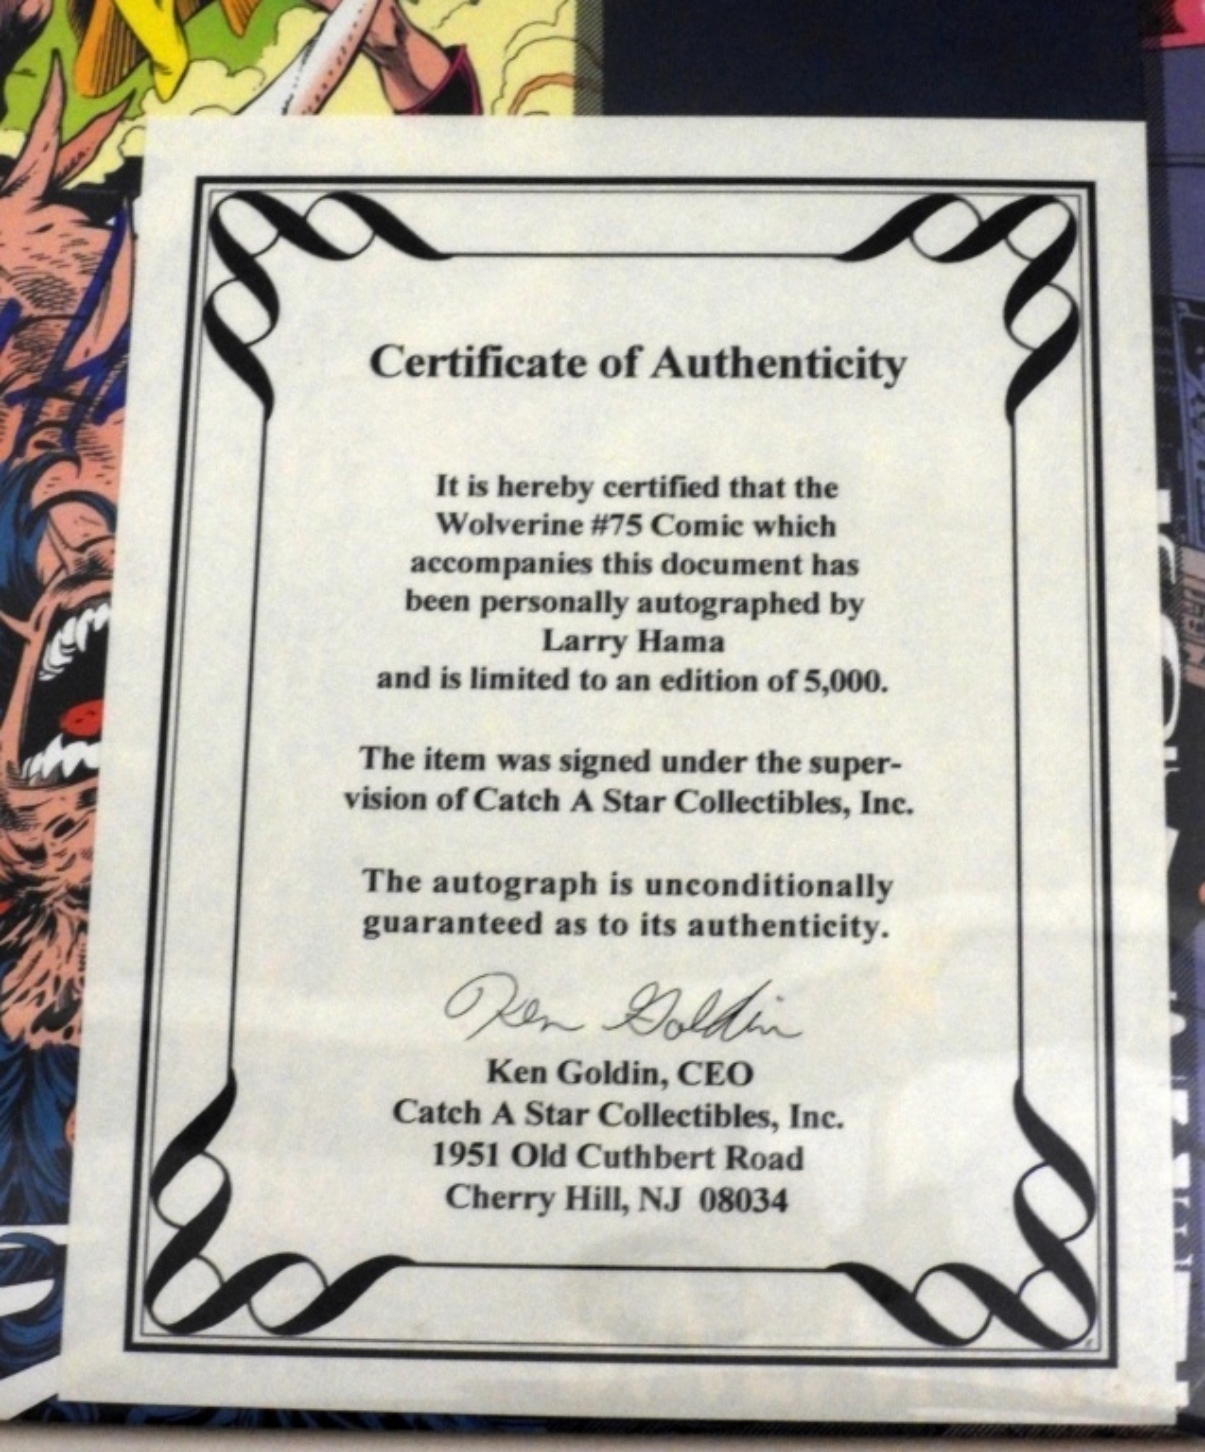 Certificate of Authenticity
It is hereby certified that the
Wolverine #75 Comic which
accompanies this document has
been personally autographed by
Larry Hama
and is limited to an edition of 5,000.
The item was signed under the super-
vision of Catch A Star Collectibles, Inc.
The autograph is unconditionally
guaranteed as to its authenticity.
Ken Goldin
Ken Goldin, CEO
Catch A Star Collectibles, Inc.
1951 Old Cuthbert Road
Cherry Hill, NJ 08034